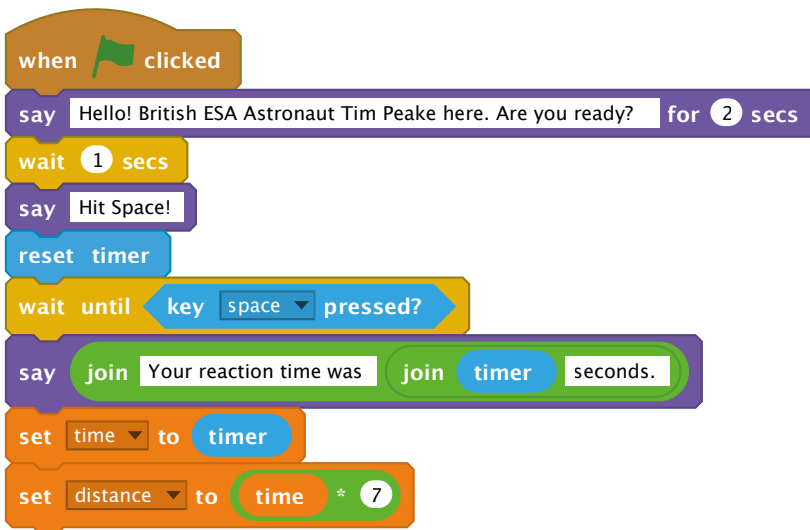 when clicked
say Hello! British ESA Astronaut Tim Peake here. Are you ready? for 2 secs
wait 1 secs
say Hit Space!
reset timer
wait until key space pressed?
say join Your reaction time was join timer seconds.
set time to timer
set distance to time * 7